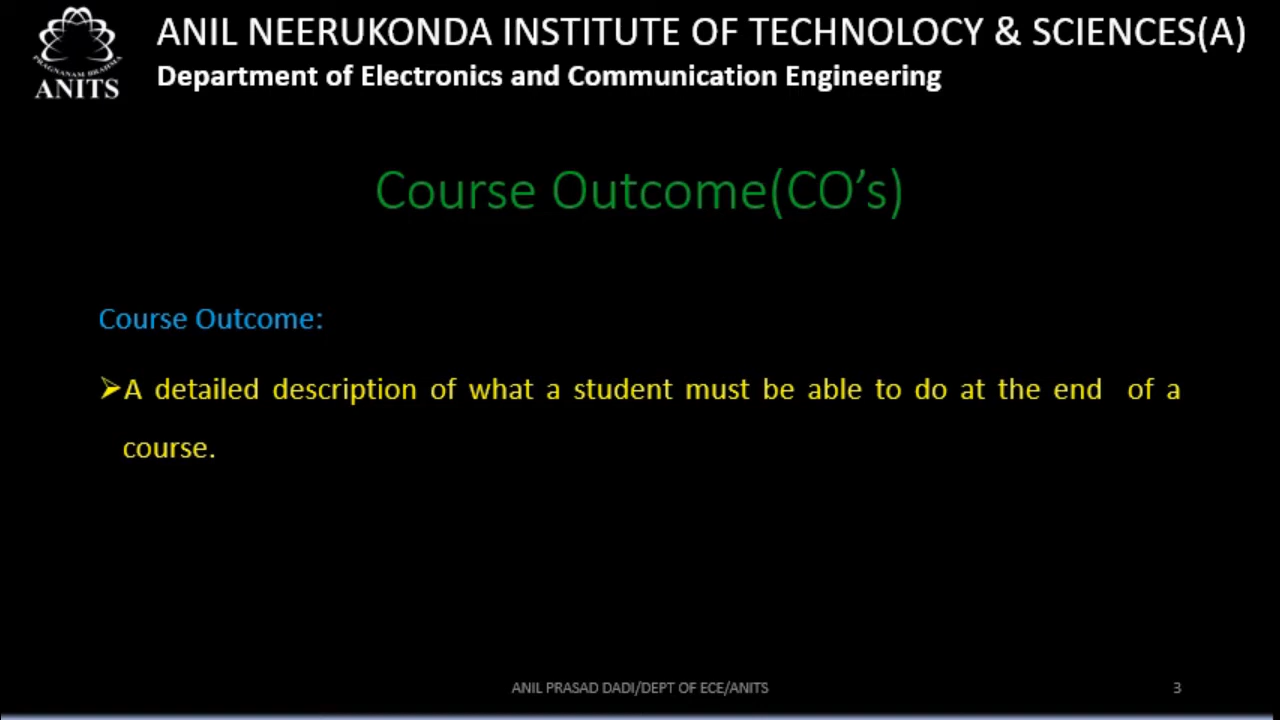 ANIL NEERUKONDA INSTITUTE OF TECHNOLOCY & SCIENCES(A)
Department of Electronics and Communication Engineering
PRAGNANAM BRAHMA
ANITS
Course Outcome(CO’s)
Course Outcome:
➢A detailed description of what a student must be able to do at the end of a
course.
ANIL PRASAD DADI/DEPT OF ECE/ANITS
3